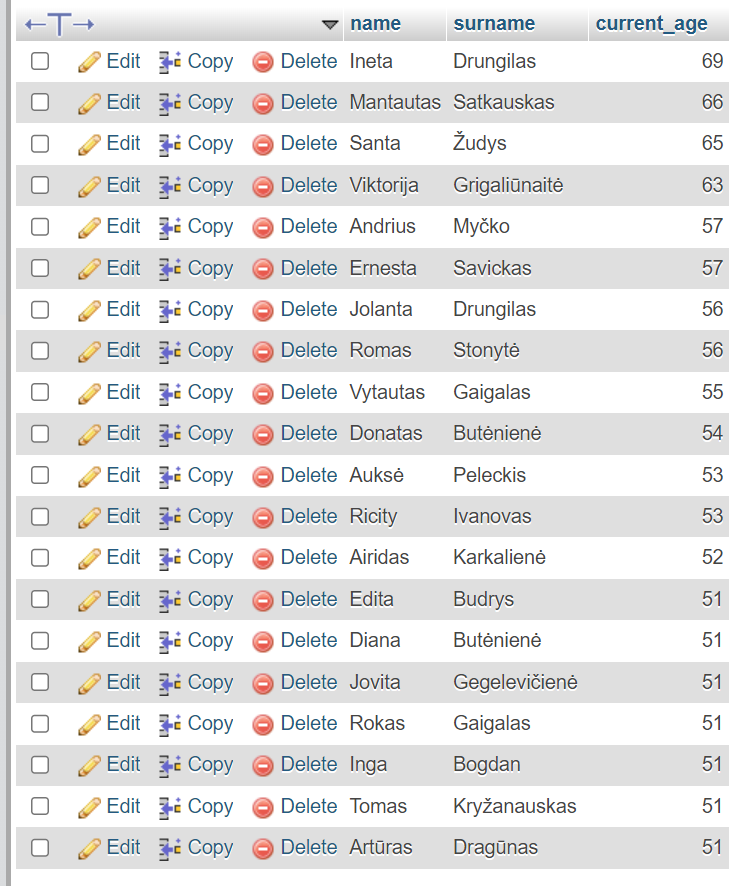 name surname current_age
Edit Copy Delete Ineta Drungilas 69
Edit Copy Delete Mantautas Satkauskas 66
Edit Copy Delete Santa Žudys 65
Edit Copy Delete Viktorija Grigaliūnaitė 63
Edit Copy Delete Andrius Myčko 57
Edit Copy Delete Ernesta Savickas 57
Edit Copy Delete Jolanta Drungilas 56
Edit Copy Delete Romas Stonytė 56
Edit Copy Delete Vytautas Gaigalas 55
Edit Copy Delete Donatas Butėnienė 54
Edit Copy Delete Auksė Peleckis 53
Edit Copy Delete Ricity Ivanovas 53
Edit Copy Delete Airidas Karkalienė 52
Edit Copy Delete Edita Budrys 51
Edit Copy Delete Diana Butėnienė 51
Edit Copy Delete Jovita Gegelevičienė 51
Edit Copy Delete Rokas Gaigalas 51
Edit Copy Delete Inga Bogdan 51
Edit Copy Delete Tomas Kryžanauskas 51
Edit Copy Delete Artūras Dragūnas 51